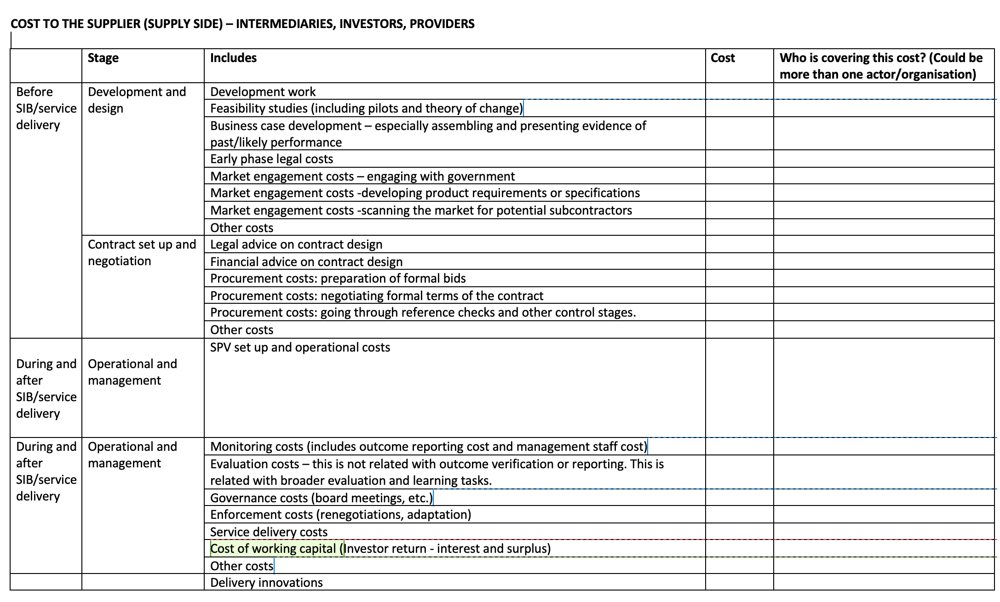 COST TO THE SUPPLIER (SUPPLY SIDE) – INTERMEDIARIES, INVESTORS, PROVIDERS
Stage
Includes
Cost
Who is covering this cost? (Could be
more than one actor/organisation)
Before
SIB/service
delivery
Development and
design
Development work
Feasibility studies (including pilots and theory of change)
Business case development – especially assembling and presenting evidence of
past/likely performance
Early phase legal costs
Market engagement costs – engaging with government
Market engagement costs -developing product requirements or specifications
Market engagement costs -scanning the market for potential subcontractors
Other costs
Contract set up and
negotiation
Legal advice on contract design
Financial advice on contract design
Procurement costs: preparation of formal bids
Procurement costs: negotiating formal terms of the contract
Procurement costs: going through reference checks and other control stages.
Other costs
During and
after
SIB/service
delivery
Operational and
management
SPV set up and operational costs
During and
after
SIB/service
delivery
Operational and
management
Monitoring costs (includes outcome reporting cost and management staff cost)
Evaluation costs – this is not related with outcome verification or reporting. This is
related with broader evaluation and learning tasks.
Governance costs (board meetings, etc.)
Enforcement costs (renegotiations, adaptation)
Service delivery costs
Cost of working capital (Investor return - interest and surplus)
Other costs
Delivery innovations